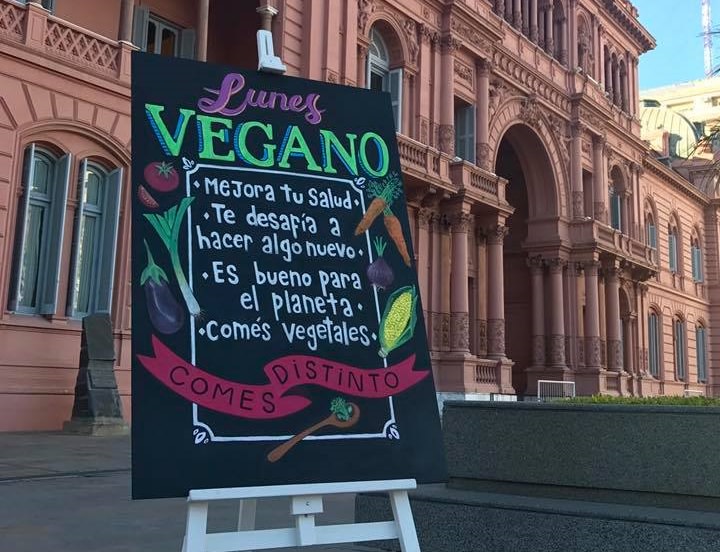 Lunes
VEGANO
• Mejora tu Salud •
• Te desafía a
hacer algo nuevo •
• Es bueno para
el planeta •
• Comés vegetales •
COMES DISTINTO